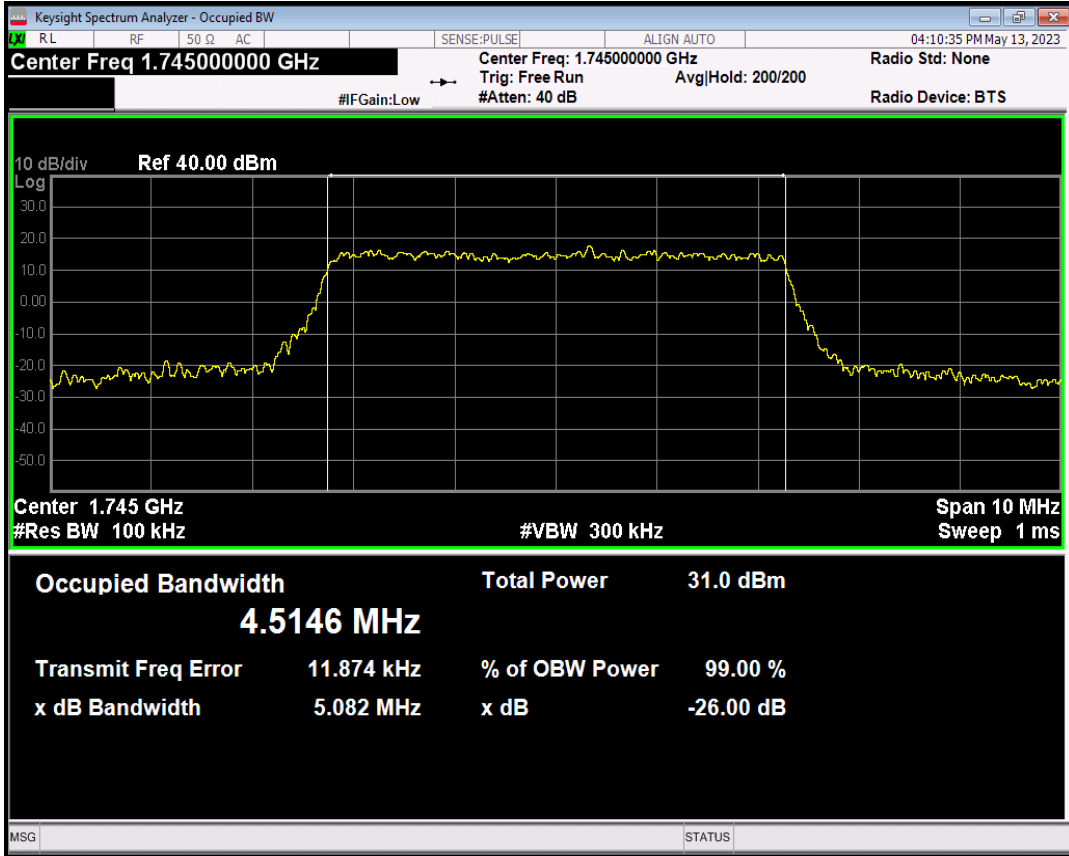 Keysight Spectrum Analyzer - Occupied BW
LXI RL RF 50 Ω AC SENSE:PULSE ALIGN AUTO 04:10:35 PM May 13, 2023
Center Freq 1.745000000 GHz Center Freq: 1.745000000 GHz Radio Std: None
Trig: Free Run Avg|Hold: 200/200
#IFGain:Low #Atten: 40 dB Radio Device: BTS
10 dB/div Ref 40.00 dBm
Log
30.0
20.0
10.0
0.00
-10.0
-20.0
-30.0
-40.0
-50.0
Center 1.745 GHz Span 10 MHz
#Res BW 100 kHz #VBW 300 kHz Sweep 1 ms
Occupied Bandwidth Total Power 31.0 dBm
4.5146 MHz
Transmit Freq Error 11.874 kHz % of OBW Power 99.00 %
x dB Bandwidth 5.082 MHz x dB -26.00 dB
MSG STATUS